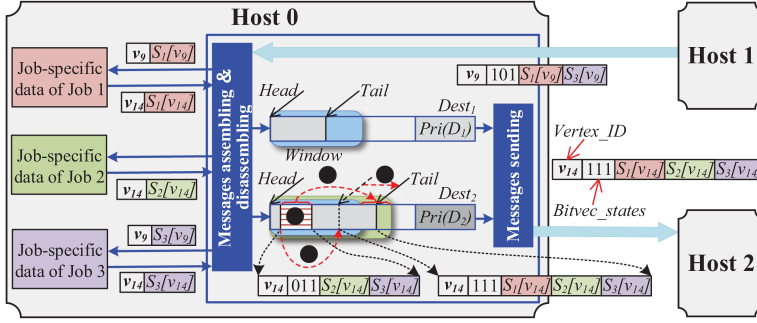 Host 0
Host 1
Job-specific
data of Job 1
v9 S1[v9]
v14 S1[v14]
Messages assembling &
disassembling
Head
Tail
Dest1
Pri(D1)
Window
v9 101 S1[v9] S3[v9]
Messages sending
Vertex_ID
v14 111 S1[v14] S2[v14] S3[v14]
Bitvec_states
Job-specific
data of Job 2
v14 S2[v14]
Head
Tail
Dest2
Pri(D2)
Job-specific
data of Job 3
v9 S3[v9]
v14 S3[v14]
v14 011 S2[v14] S3[v14]
v14 111 S1[v14] S2[v14] S3[v14]
Host 2